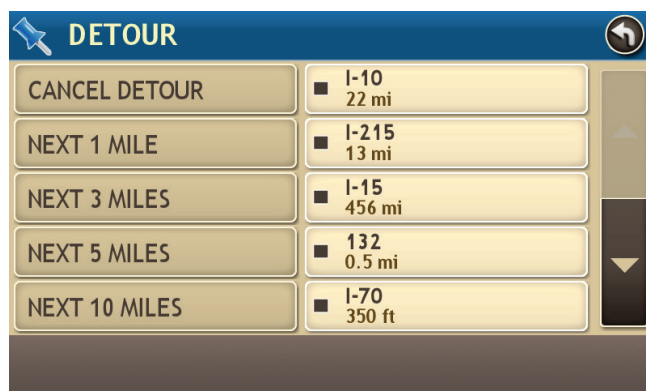 DETOUR
CANCEL DETOUR
I-10
22 mi
NEXT 1 MILE
I-215
13 mi
NEXT 3 MILES
I-15
456 mi
NEXT 5 MILES
132
0.5 mi
NEXT 10 MILES
I-70
350 ft